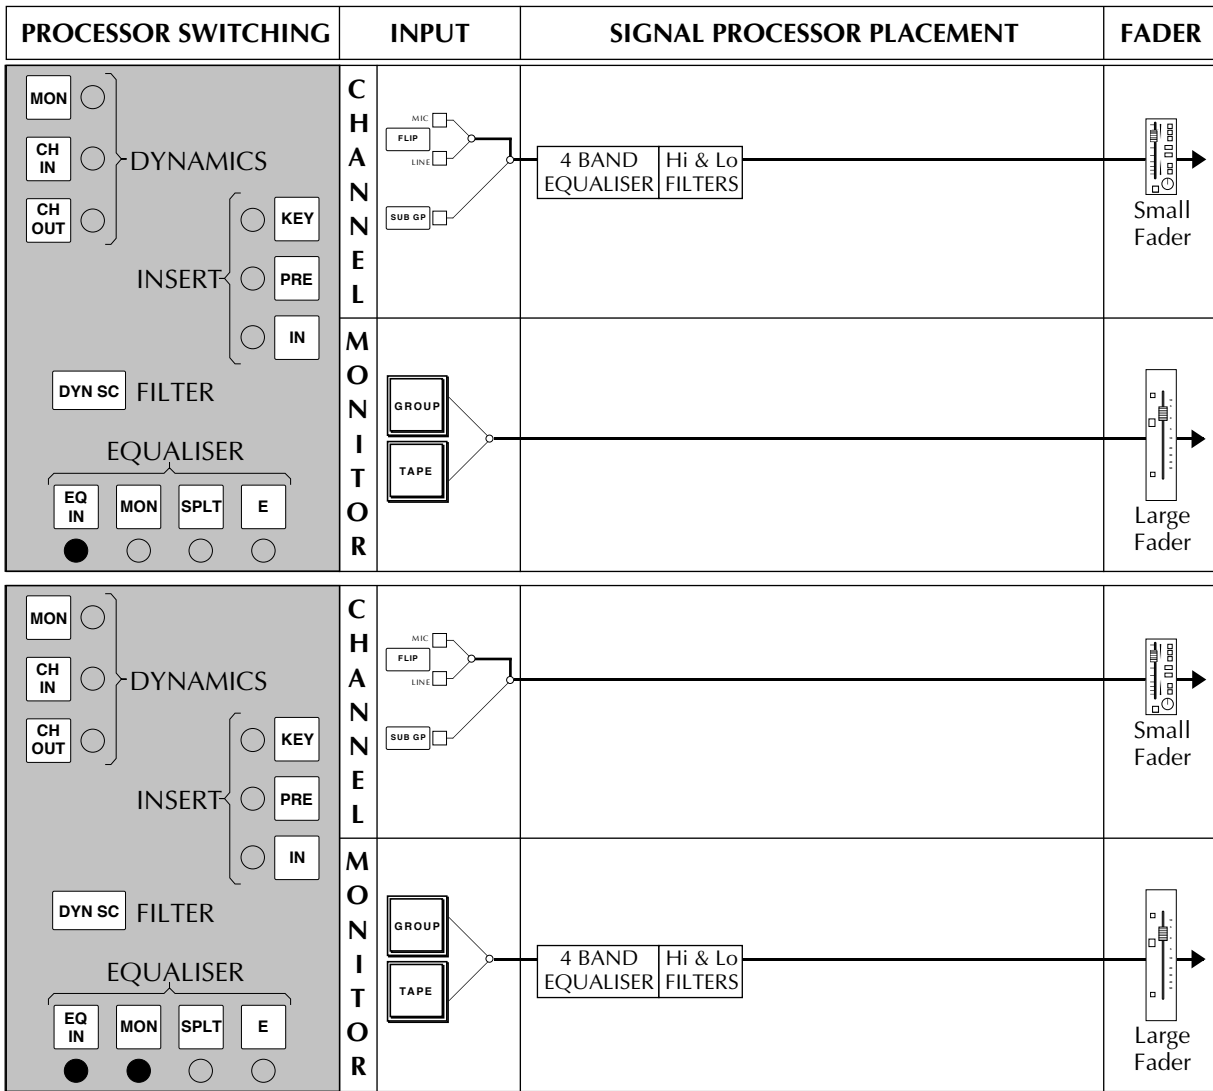 PROCESSOR SWITCHING INPUT SIGNAL PROCESSOR PLACEMENT FADER
MON
CH
IN
CH
OUT
DYNAMICS
KEY
PRE
IN
INSERT
DYN SC FILTER
EQUALISER
EQ
IN
MON
SPLT
E
CHANNEL
MIC
FLIP
LINE
SUB GP
4 BAND
EQUALISER
Hi & Lo
FILTERS
Small
Fader
MONITOR
GROUP
TAPE
Large
Fader
MON
CH
IN
CH
OUT
DYNAMICS
KEY
PRE
IN
INSERT
DYN SC FILTER
EQUALISER
EQ
IN
MON
SPLT
E
CHANNEL
MIC
FLIP
LINE
SUB GP
Small
Fader
MONITOR
GROUP
TAPE
4 BAND
EQUALISER
Hi & Lo
FILTERS
Large
Fader